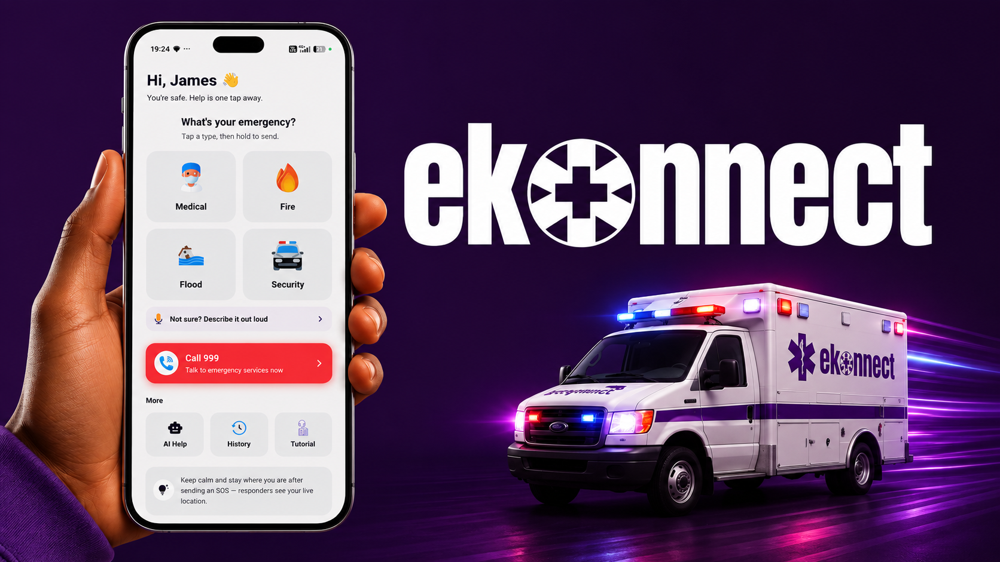 19:24
Hi, James
You're safe. Help is one tap away.
What's your emergency?
Tap a type, then hold to send.
Medical
Fire
Flood
Security
Not sure? Describe it out loud
Call 999
Talk to emergency services now
More
AI Help
History
Tutorial
Keep calm and stay where you are after
sending an SOS — responders see your live
location.
ekonnect
ekonnect